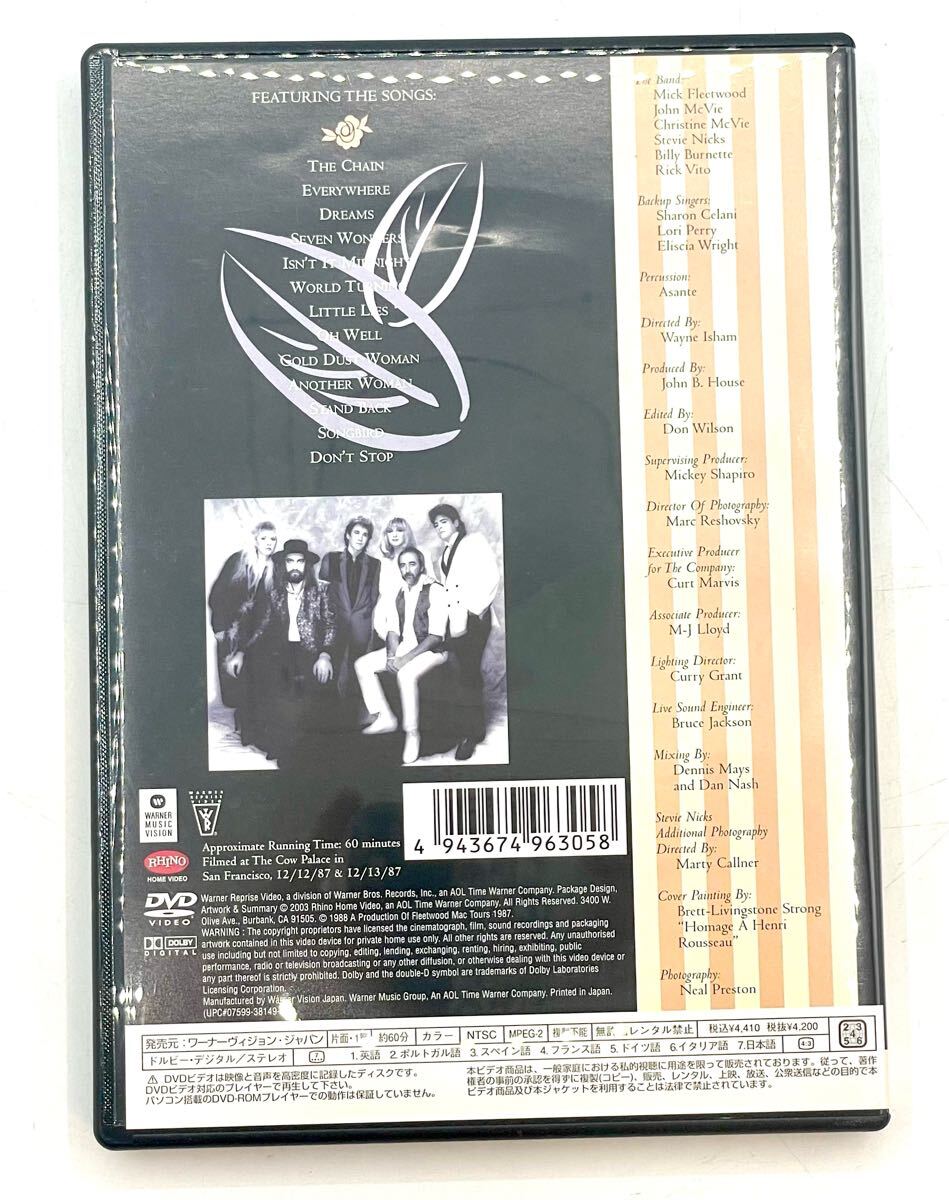 FEATURING THE SONGS:
THE CHAIN
EVERYWHERE
DREAMS
SEVEN WONDERS
ISN'T IT MIDNIGHT
WORLD TURNING
LITTLE LIES
OH WELL
GOLD DUST WOMAN
ANOTHER WOMAN
STAND BACK
SONGBIRD
DON'T STOP
The Band:
Mick Fleetwood
John McVie
Christine McVie
Stevie Nicks
Billy Burnette
Rick Vito
Backup Singers:
Sharon Celani
Lori Perry
Eliscia Wright
Percussion:
Asante
Directed By:
Wayne Isham
Produced By:
John B. House
Edited By:
Don Wilson
Supervising Producer:
Mickey Shapiro
Director Of Photography:
Marc Reshovsky
Executive Producer
for The Company:
Curt Marvis
Associate Producer:
M-J Lloyd
Lighting Director:
Curry Grant
Live Sound Engineer:
Bruce Jackson
Mixing By:
Dennis Mays
and Dan Nash
Stevie Nicks
Additional Photography
Directed By:
Marty Callner
Cover Painting By:
Brett-Livingstone Strong
"Homage À Henri
Rousseau"
Photography:
Neal Preston
WARNER
MUSIC
VISION
WARNER
REPRISE
VIDEO
RHINO
HOME VIDEO
DVD
VIDEO
DOLBY
DIGITAL
4 943674 963058
Approximate Running Time: 60 minutes
Filmed at The Cow Palace in
San Francisco, 12/12/87 & 12/13/87
Warner Reprise Video, a division of Warner Bros. Records, Inc., an AOL Time Warner Company. Package Design,
Artwork & Summary © 2003 Rhino Home Video, an AOL Time Warner Company. All Rights Reserved. 3400 W.
Olive Ave., Burbank, CA 91505. © 1988 A Production Of Fleetwood Mac Tours 1987.
WARNING : The copyright proprietors have licensed the cinematograph, film, sound recordings and packaging
artwork contained in this video device for private home use only. All other rights are reserved. Any unauthorised
use including but not limited to copying, editing, lending, exchanging, renting, hiring, exhibiting, public
performance, radio or television broadcasting or any other diffusion, or otherwise dealing with this video device or
any part thereof is strictly prohibited. Dolby and the double-D symbol are trademarks of Dolby Laboratories
Licensing Corporation.
Manufactured by Warner Vision Japan. Warner Music Group, An AOL Time Warner Company. Printed in Japan.
(UPC#07599-38149-
発売元：ワーナーヴィジョン・ジャパン 片面・1 約60分 カラー NTSC MPEG-2 複 不能 無 レンタル禁止 税込¥4,410 税抜¥4,200
ドルビー・デジタル／ステレオ 7 1.英語 2.ポルトガル語 3.スペイン語 4.フランス語 5.ドイツ語 6.イタリア語 7.日本語 4:3
2 3 4 5 6
⚠ DVDビデオは映像と音声を高密度に記録したディスクです。
DVDビデオ対応のプレイヤーで再生して下さい。
パソコン搭載のDVD-ROMプレイヤーでの動作は保証していません。
本ビデオ商品は、一般家庭における私的視聴に用途を限って販売されております。従って、著作
権者の事前の承認を得ずに複製(コピー)、販売、レンタル、上映、放送、公衆送信などの目的で本
ビデオ商品及び本ジャケットを利用することは法律で禁止されています。